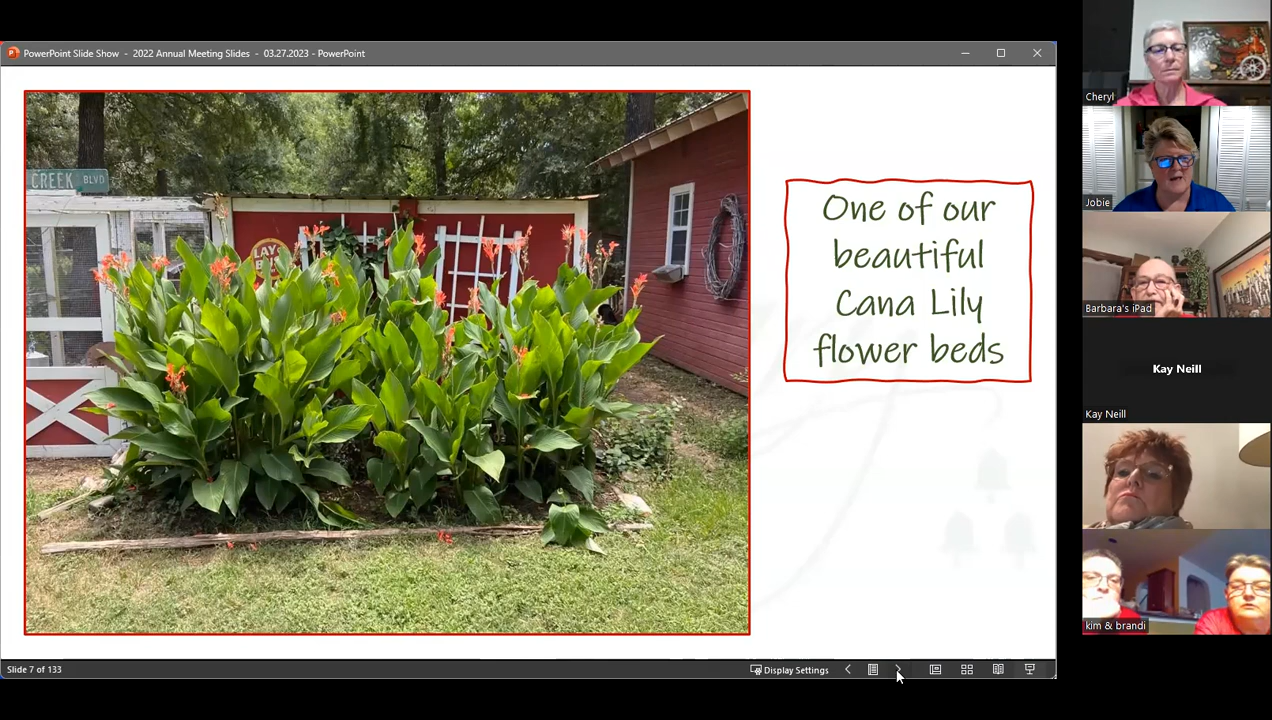 PowerPoint Slide Show - 2022 Annual Meeting Slides - 03.27.2023 - PowerPoint
CREEK BLVD
LAY'S
One of our
beautiful
Cana Lily
flower beds
Slide 7 of 133
Display Settings
Cheryl
Jobie
Barbara's iPad
Kay Neill
Kay Neill
kim & brandi